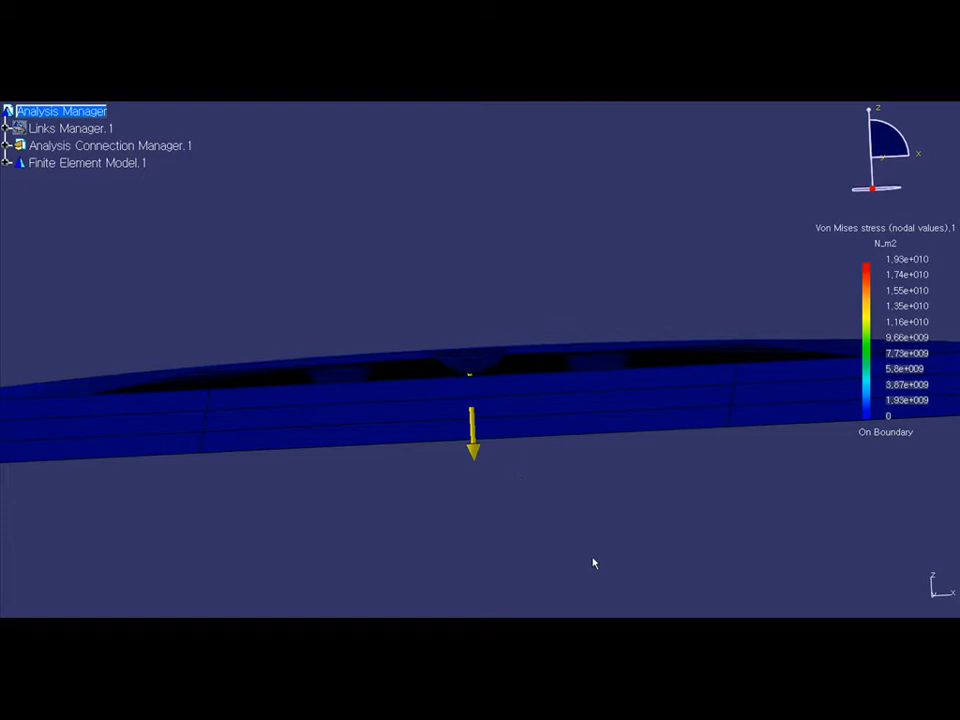 Analysis Manager
Links Manager.1
Analysis Connection Manager.1
Finite Element Model.1
z
x
y
Von Mises stress (nodal values).1
N_m2
1,93e+010
1,74e+010
1,55e+010
1,35e+010
1,16e+010
9,66e+009
7,73e+009
5,8e+009
3,87e+009
1,93e+009
0
On Boundary
z
x